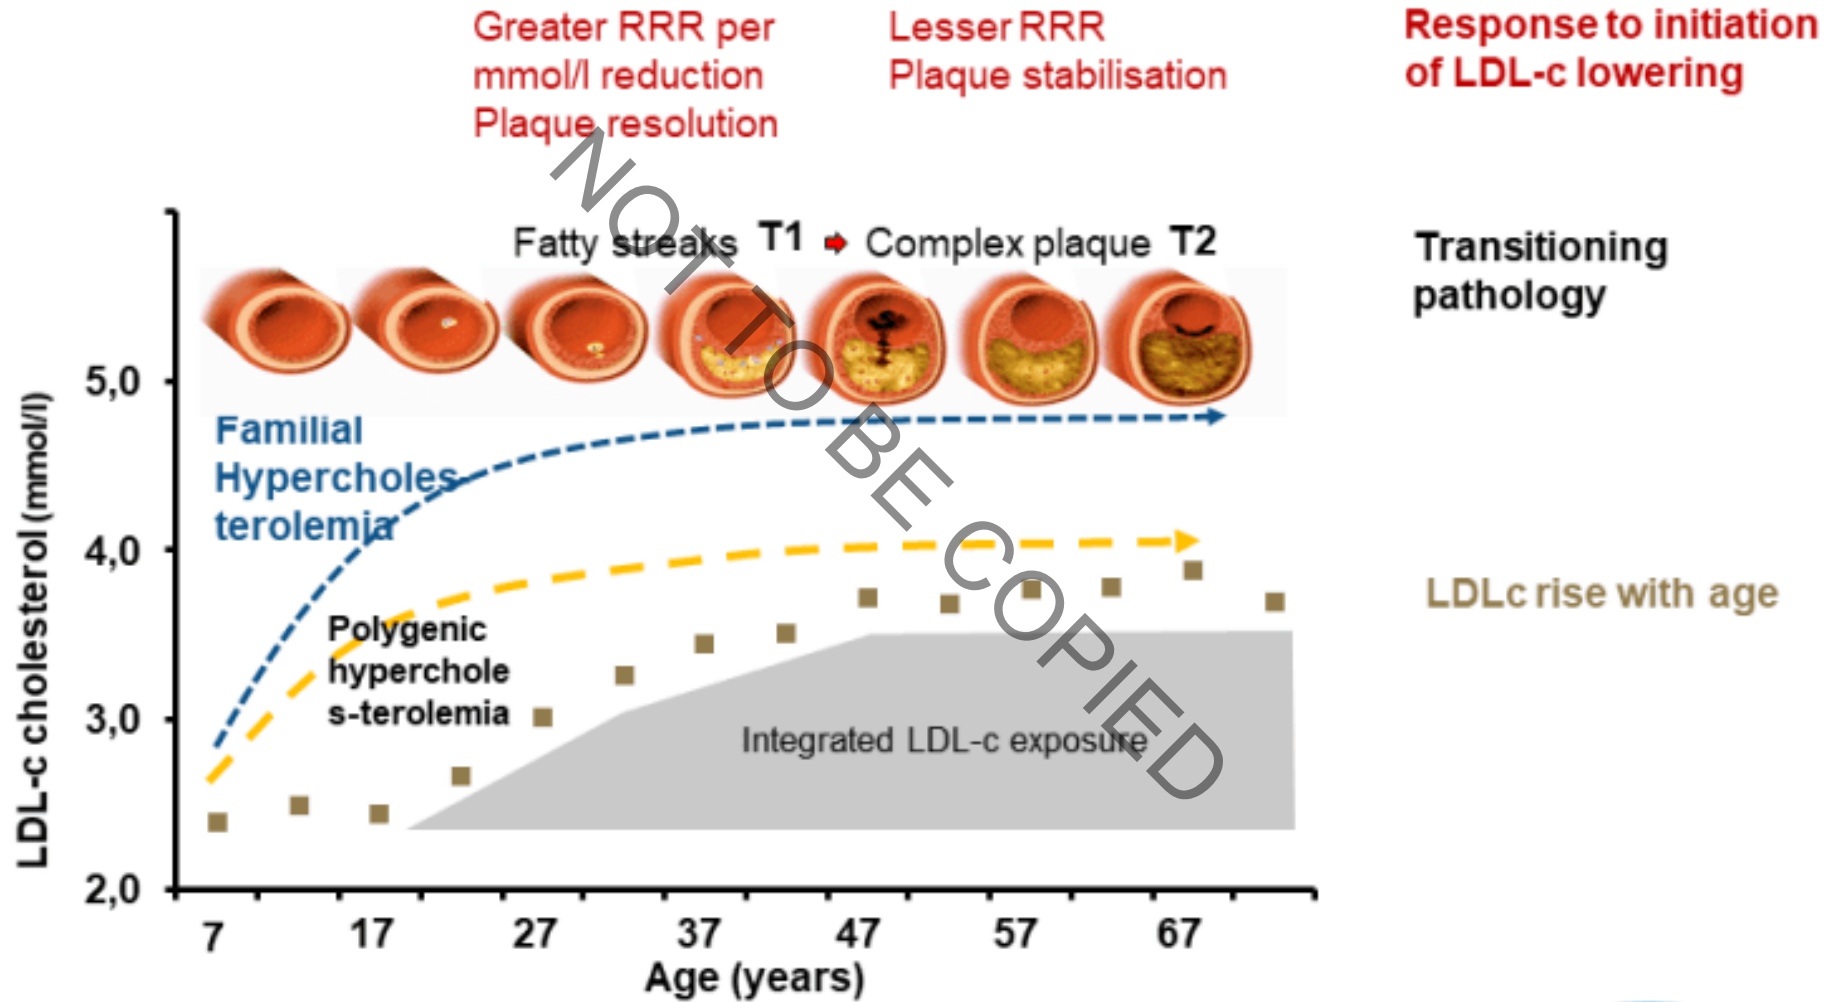 Greater RRR per
mmol/l reduction
Plaque resolution
Lesser RRR
Plaque stabilisation
Response to initiation
of LDL-c lowering
Fatty streaks T1 Complex plaque T2
Transitioning
pathology
5,0
4,0
3,0
2,0
LDL-c cholesterol (mmol/l)
Familial
Hypercholes
terolemia
Polygenic
hyperchole
s-terolemia
Integrated LDL-c exposure
LDLc rise with age
7 17 27 37 47 57 67
Age (years)
NOT TO BE COPIED